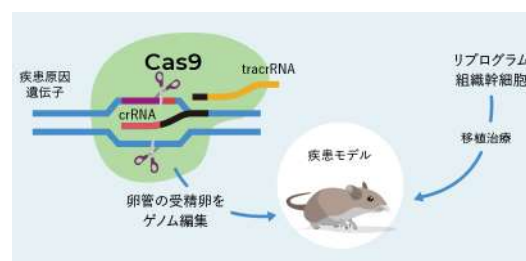 Cas9
tracrRNA
疾患原因
遺伝子
crRNA
卵管の受精卵を
ゲノム編集
疾患モデル
リプログラム
組織幹細胞
移植治療